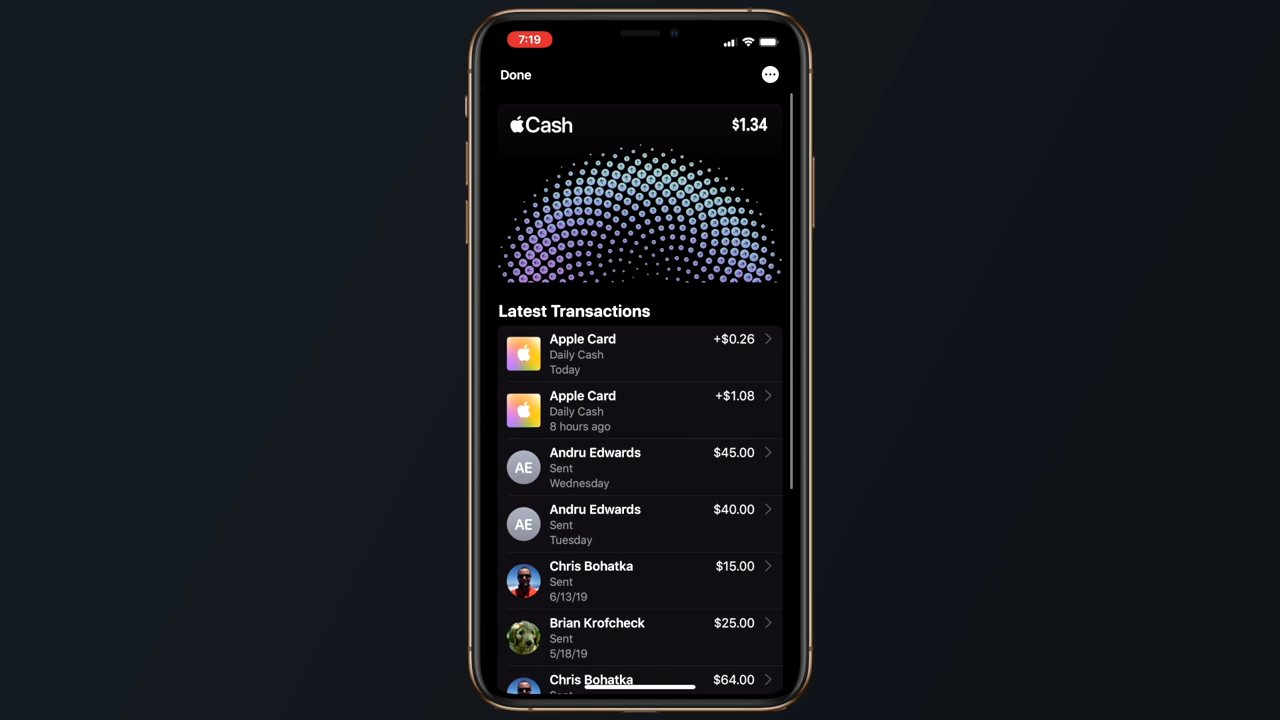 7:19
Done
Cash
$1.34
Latest Transactions
Apple Card
+$0.26
Daily Cash
Today
Apple Card
+$1.08
Daily Cash
8 hours ago
AE
Andru Edwards
$45.00
Sent
Wednesday
AE
Andru Edwards
$40.00
Sent
Tuesday
Chris Bohatka
$15.00
Sent
6/13/19
Brian Krofcheck
$25.00
Sent
5/18/19
Chris Bohatka
$64.00